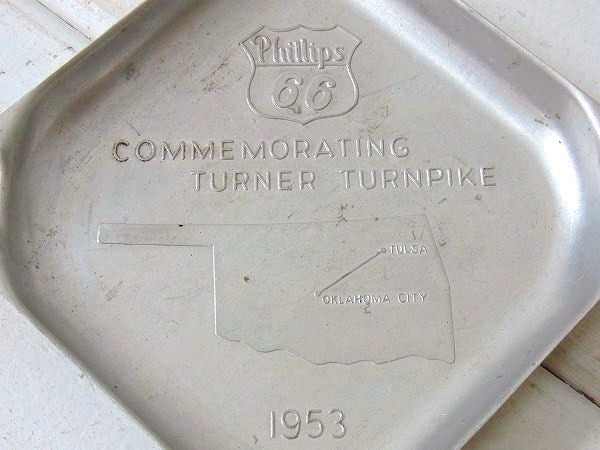 Phillips
66
COMMEMORATING
TURNER TURNPIKE
TULSA
OKLAHOMA CITY
1953